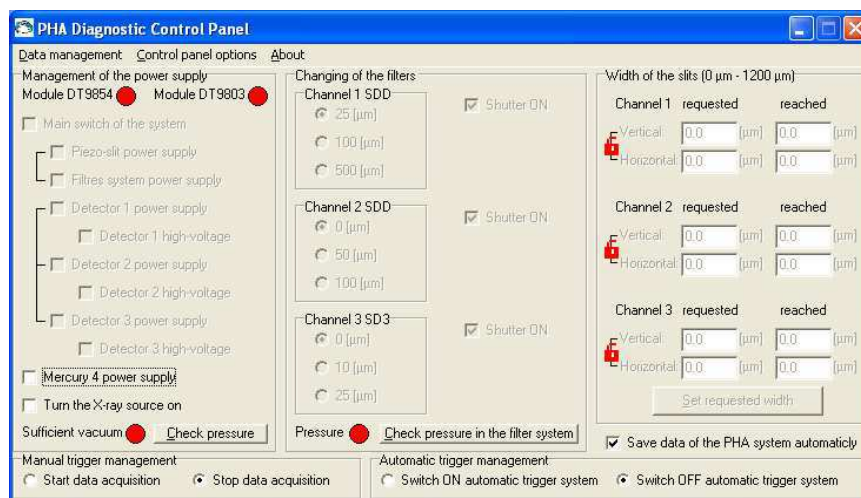 PHA Diagnostic Control Panel
Data management Control panel options About
Management of the power supply
Module DT9854 Module DT9803
Main switch of the system
Piezo-slit power supply
Filtres system power supply
Detector 1 power supply
Detector 1 high-voltage
Detector 2 power supply
Detector 2 high-voltage
Detector 3 power supply
Detector 3 high-voltage
Mercury 4 power supply
Turn the X-ray source on
Sufficient vacuum Check pressure
Changing of the filters
Channel 1 SDD
25 [µm] Shutter ON
100 [µm]
500 [µm]
Channel 2 SDD
0 [µm] Shutter ON
50 [µm]
100 [µm]
Channel 3 SD3
0 [µm] Shutter ON
10 [µm]
25 [µm]
Pressure Check pressure in the filter system
Width of the slits (0 µm - 1200 µm)
Channel 1 requested reached
Vertical: 0.0 [µm] 0.0 [µm]
Horizontal: 0.0 [µm] 0.0 [µm]
Channel 2 requested reached
Vertical: 0.0 [µm] 0.0 [µm]
Horizontal: 0.0 [µm] 0.0 [µm]
Channel 3 requested reached
Vertical: 0.0 [µm] 0.0 [µm]
Horizontal: 0.0 [µm] 0.0 [µm]
Set requested width
Save data of the PHA system automaticly
Manual trigger management
Start data acquisition Stop data acquisition
Automatic trigger management
Switch ON automatic trigger system Switch OFF automatic trigger system